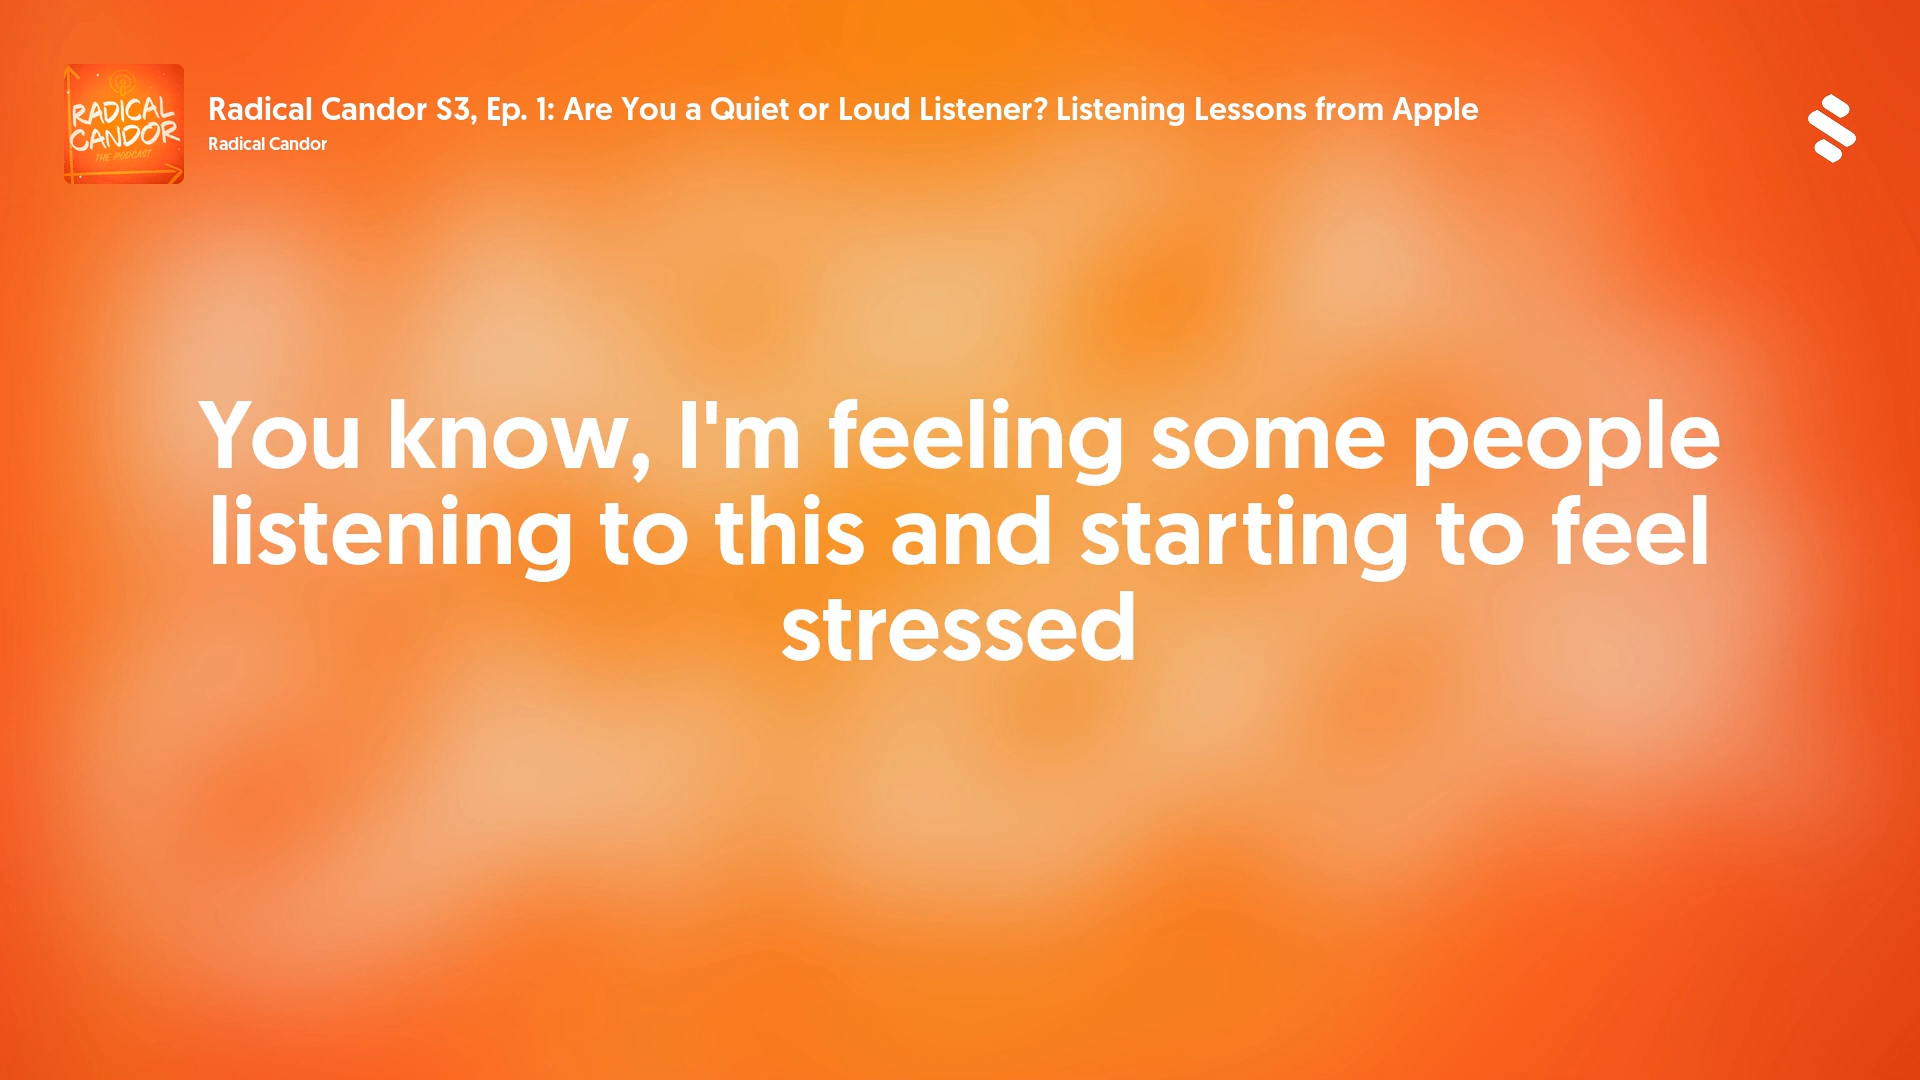 RADICAL
CANDOR
THE PODCAST
Radical Candor S3, Ep. 1: Are You a Quiet or Loud Listener? Listening Lessons from Apple
Radical Candor
You know, I'm feeling some people
listening to this and starting to feel
stressed